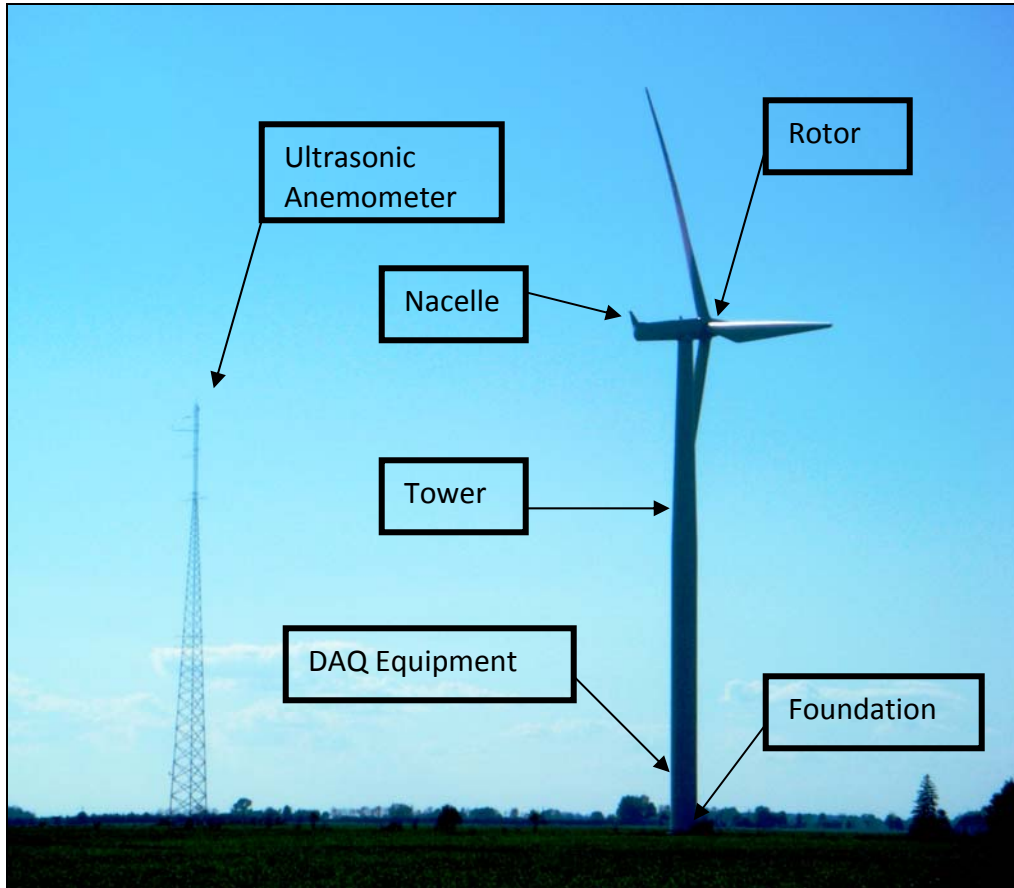 Ultrasonic
Anemometer
Rotor
Nacelle
Tower
DAQ Equipment
Foundation